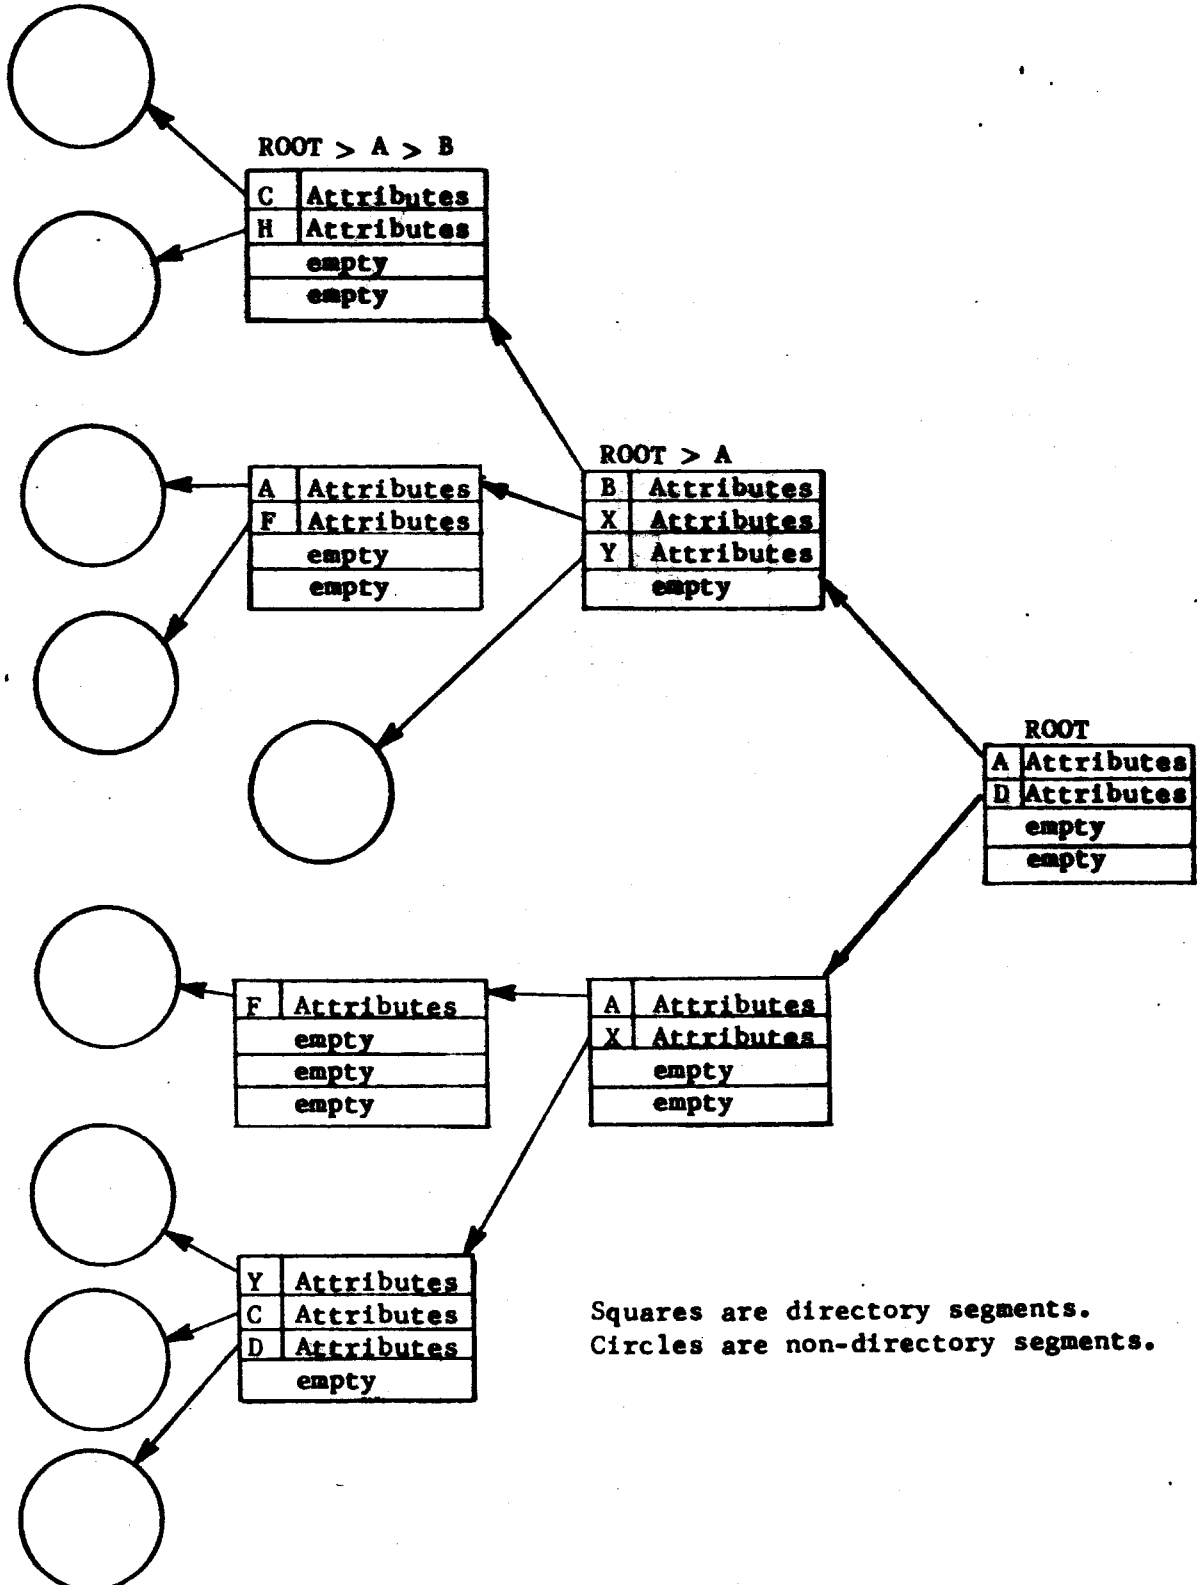 ROOT > A > B
C Attributes
H Attributes
empty
empty
ROOT > A
B Attributes
X Attributes
Y Attributes
empty
A Attributes
F Attributes
empty
empty
ROOT
A Attributes
D Attributes
empty
empty
A Attributes
X Attributes
empty
empty
F Attributes
empty
empty
empty
Y Attributes
C Attributes
D Attributes
empty
Squares are directory segments.
Circles are non-directory segments.